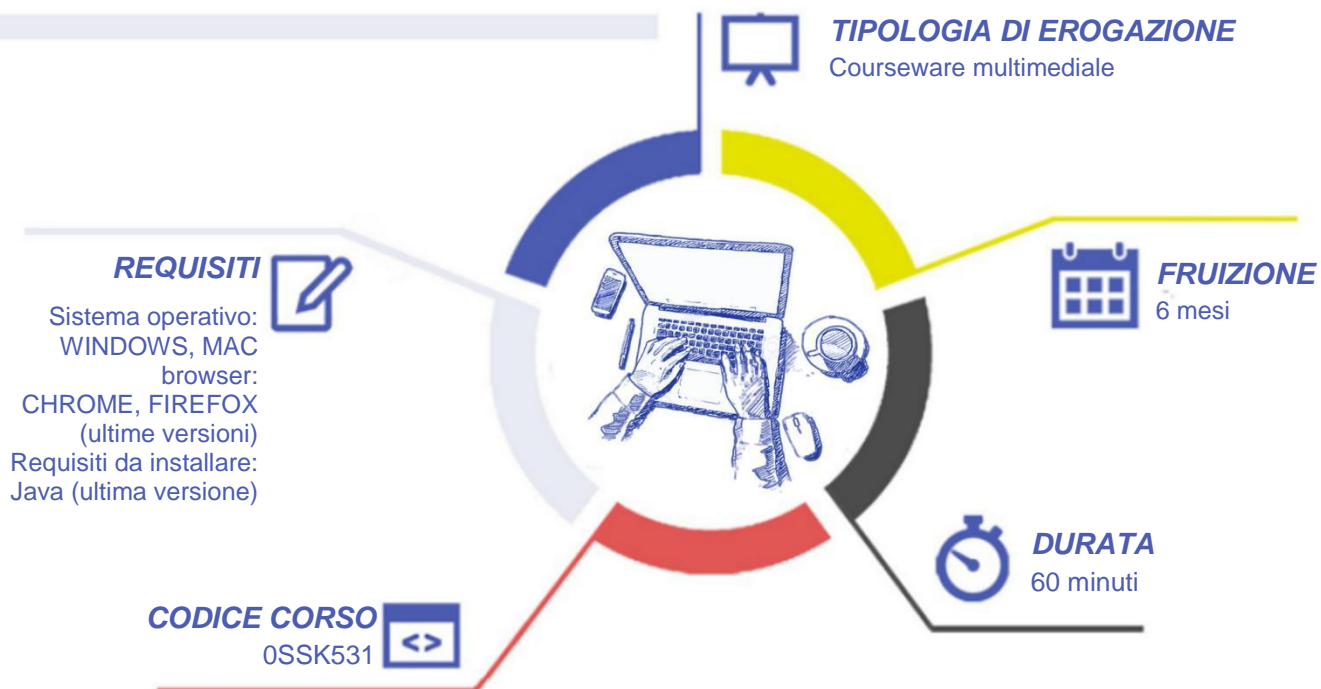 TIPOLOGIA DI EROGAZIONE
Courseware multimediale
REQUISITI
Sistema operativo:
WINDOWS, MAC
browser:
CHROME, FIREFOX
(ultime versioni)
Requisiti da installare:
Java (ultima versione)
FRUIZIONE
6 mesi
DURATA
60 minuti
CODICE CORSO
0SSK531